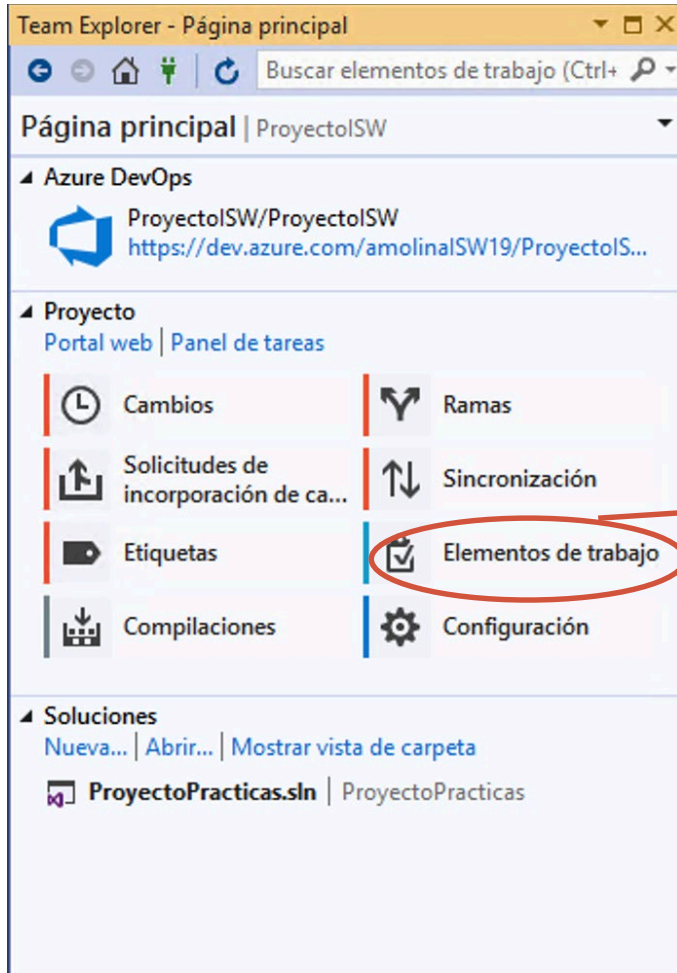 Team Explorer - Página principal
Buscar elementos de trabajo (Ctrl+
Página principal | ProyectoISW
Azure DevOps
ProyectoISW/ProyectoISW
https://dev.azure.com/amolinaISW19/ProyectoIS...
Proyecto
Portal web | Panel de tareas
Cambios
Ramas
Solicitudes de
incorporación de ca...
Sincronización
Etiquetas
Elementos de trabajo
Compilaciones
Configuración
Soluciones
Nueva... | Abrir... | Mostrar vista de carpeta
ProyectoPracticas.sln | ProyectoPracticas